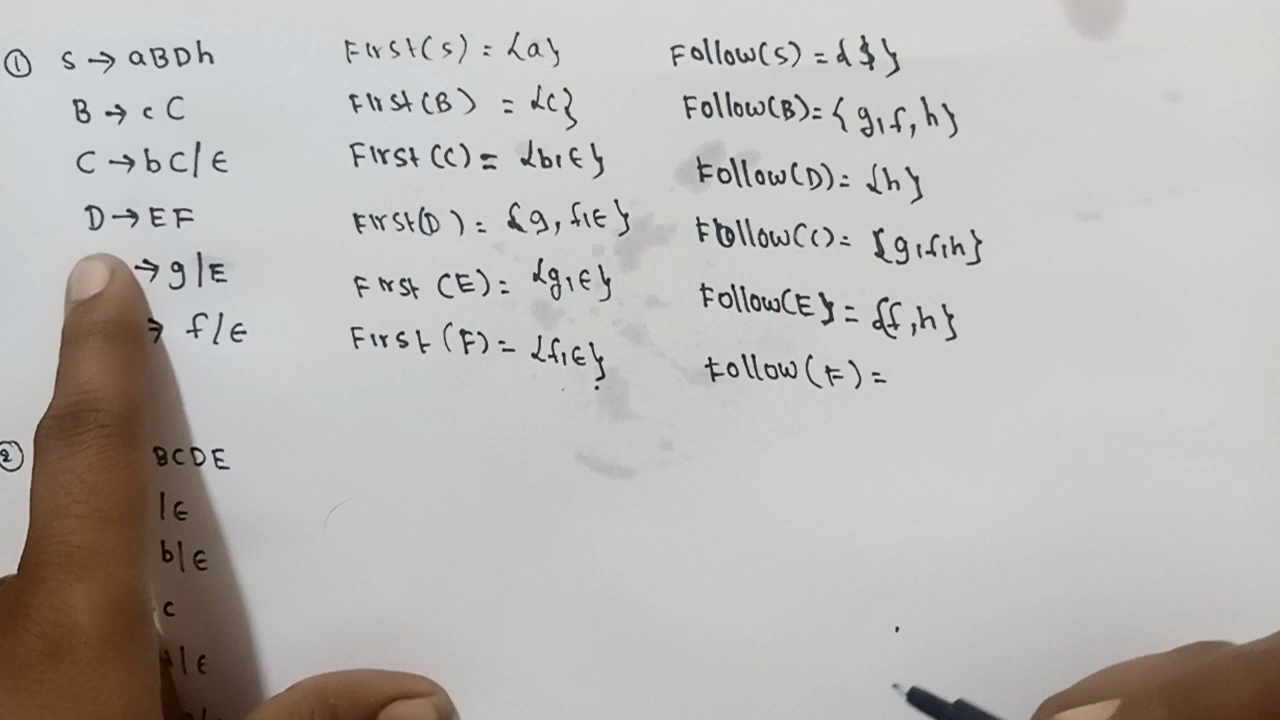 ① S → aBDh First(S) = {a} Follow(S) = {$}
B → cC First(B) = {c} Follow(B) = {g,f,h}
C → bC/ϵ First(C) = {b,ϵ} Follow(D) = {h}
D → EF First(D) = {g,f,ϵ} Follow(C) = {g,f,h}
→ g/ϵ First(E) = {g,ϵ} Follow(E} = {f,h}
→ f/ϵ First(F) = {f,ϵ} Follow(F) =
② BCDE
/ϵ
b/ϵ
c
/ϵ